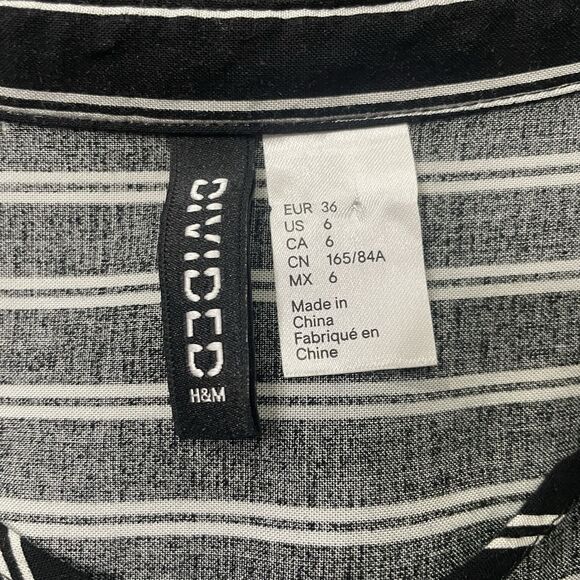 DIVIDED
H&M
EUR 36
US 6
CA 6
CN 165/84A
MX 6
Made in
China
Fabriqué en
Chine